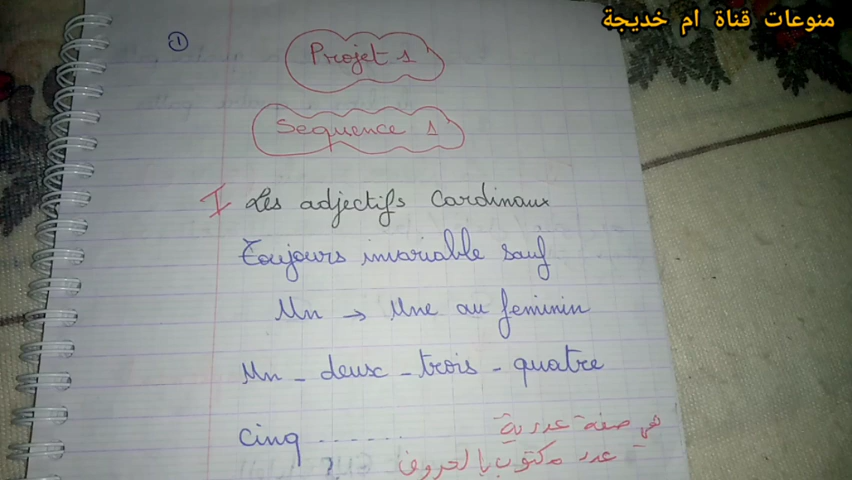 منوعات قناة ام خديجة
1
Projet 1
Sequence 1
I Les adjectifs Cardinaux
Toujours invariable sauf
Un → Une au feminin
Un - deux - trois - quatre
cinq ......
هي صفة عددية
عدد مكتوب بالحروف